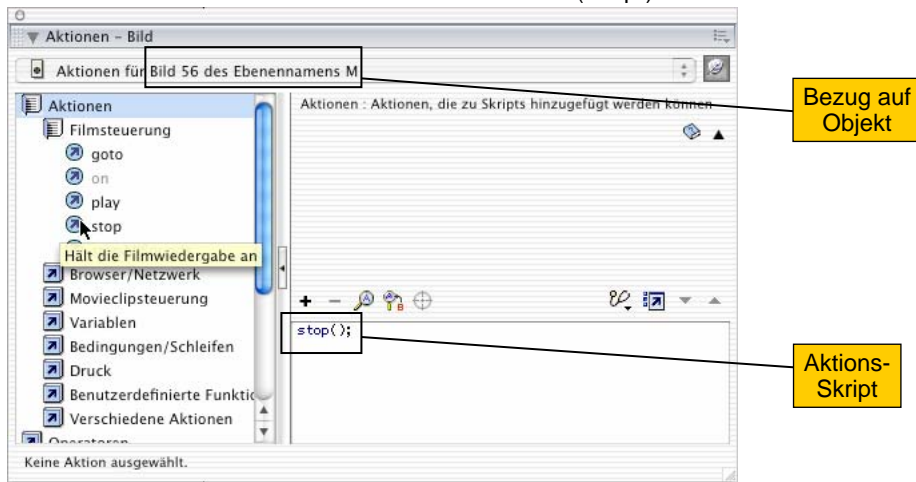 Aktionen – Bild
Aktionen für Bild 56 des Ebenennamens M
Bezug auf
Objekt
Aktionen
Aktionen : Aktionen, die zu Skripts hinzugefügt werden können
Filmsteuerung
goto
on
play
stop
Hält die Filmwiedergabe an
Browser/Netzwerk
Movieclipsteuerung
Variablen
Bedingungen/Schleifen
Druck
Benutzerdefinierte Funktio
Verschiedene Aktionen
Operatoren
stop();
Aktions-
Skript
Keine Aktion ausgewählt.